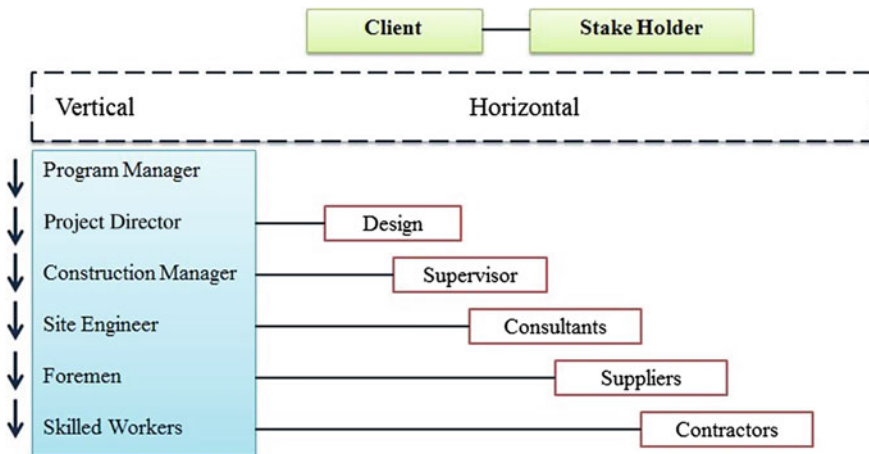 Client Stake Holder
Vertical Horizontal
Program Manager
Project Director Design
Construction Manager Supervisor
Site Engineer Consultants
Foremen Suppliers
Skilled Workers Contractors